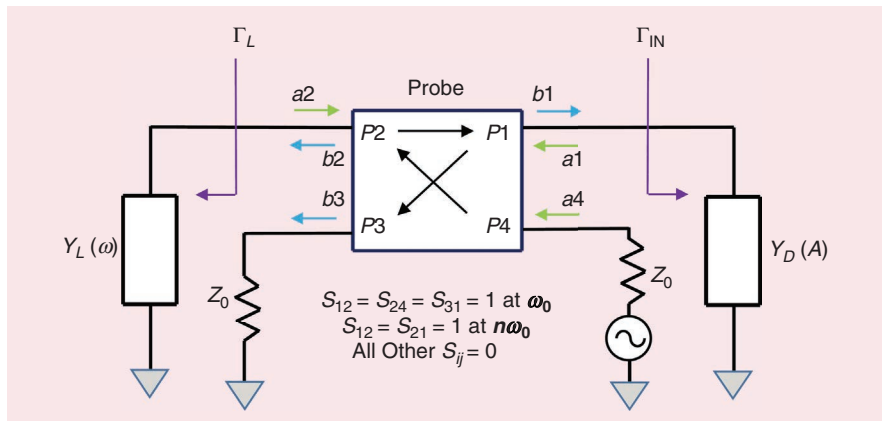 Γ_L Γ_IN
Probe
a2 b1
P2 P1
b2 a1
b3 a4
P3 P4
Y_L (ω) Y_D (A)
Z_0 Z_0
S_12 = S_24 = S_31 = 1 at ω_0
S_12 = S_21 = 1 at nω_0
All Other S_ij = 0